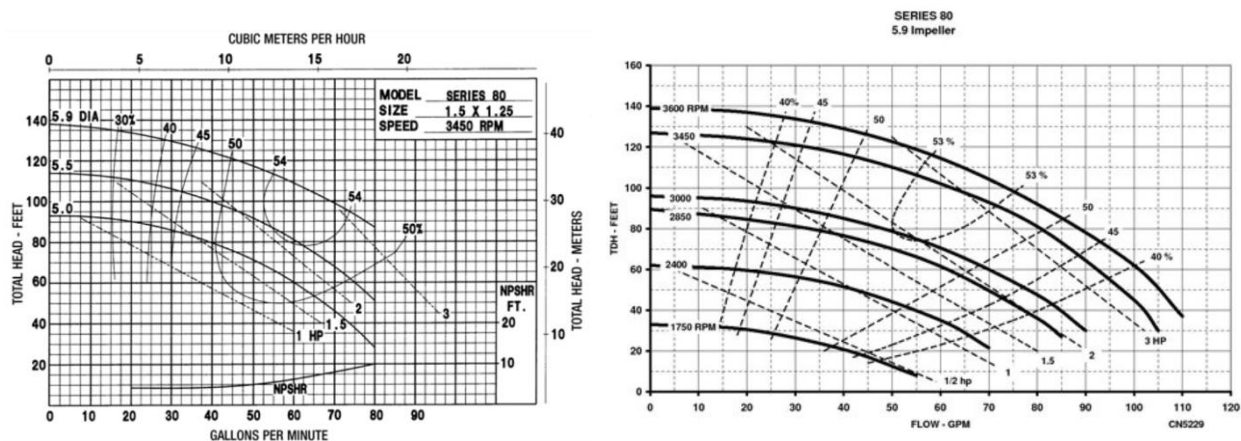 CUBIC METERS PER HOUR
0 5 10 15 20
MODEL SERIES 80
SIZE 1.5 X 1.25
SPEED 3450 RPM
5.9 DIA
30%
40
45
50
54
54
50%
5.5
5.0
140
120
100
80
60
40
20
TOTAL HEAD - FEET
40
30
20
10
TOTAL HEAD - METERS
NPSHR
FT.
20
10
1 HP
1.5
2
3
NPSHR
0 10 20 30 40 50 60 70 80 90
GALLONS PER MINUTE
SERIES 80
5.9 Impeller
160
140
120
100
80
60
40
20
0
TDH - FEET
3600 RPM
3450
3000
2850
2400
1750 RPM
40%
45
50
53 %
53 %
50
45
40 %
3 HP
2
1.5
1
1/2 hp
0 10 20 30 40 50 60 70 80 90 100 110 120
FLOW - GPM
CN5229